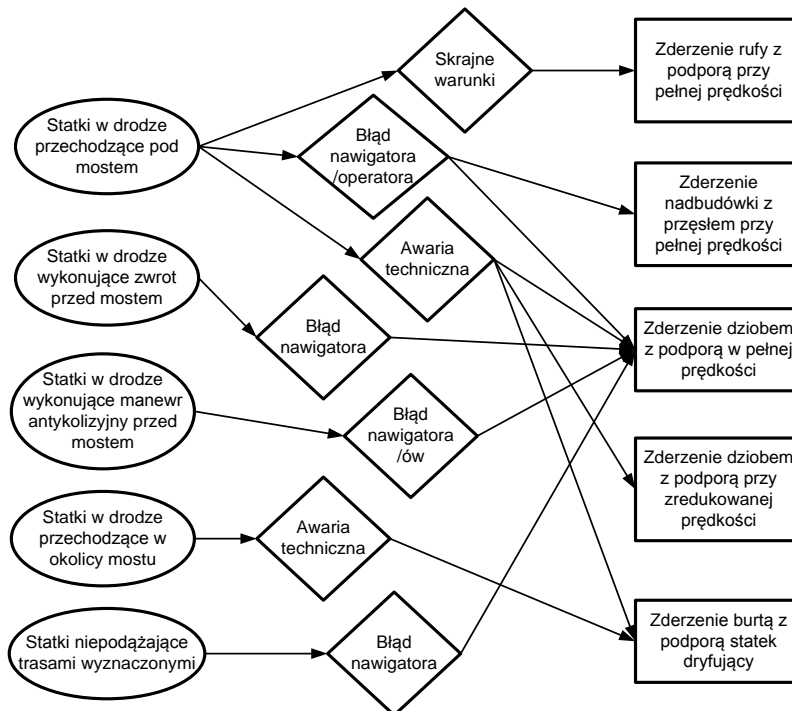 Skrajne
warunki
Zderzenie rufy z
podporą przy
pełnej prędkości
Statki w drodze
przechodzące pod
mostem
Błąd
nawigatora
/operatora
Zderzenie
nadbudówki z
przęsłem przy
pełnej prędkości
Awaria
techniczna
Statki w drodze
wykonujące zwrot
przed mostem
Błąd
nawigatora
Zderzenie dziobem
z podporą w pełnej
prędkości
Statki w drodze
wykonujące manewr
antykolizyjny przed
mostem
Błąd
nawigatora
/ów
Zderzenie dziobem
z podporą przy
zredukowanej
prędkości
Statki w drodze
przechodzące w
okolicy mostu
Awaria
techniczna
Statki niepodążające
trasami wyznaczonymi
Błąd
nawigatora
Zderzenie burtą z
podporą statek
dryfujący